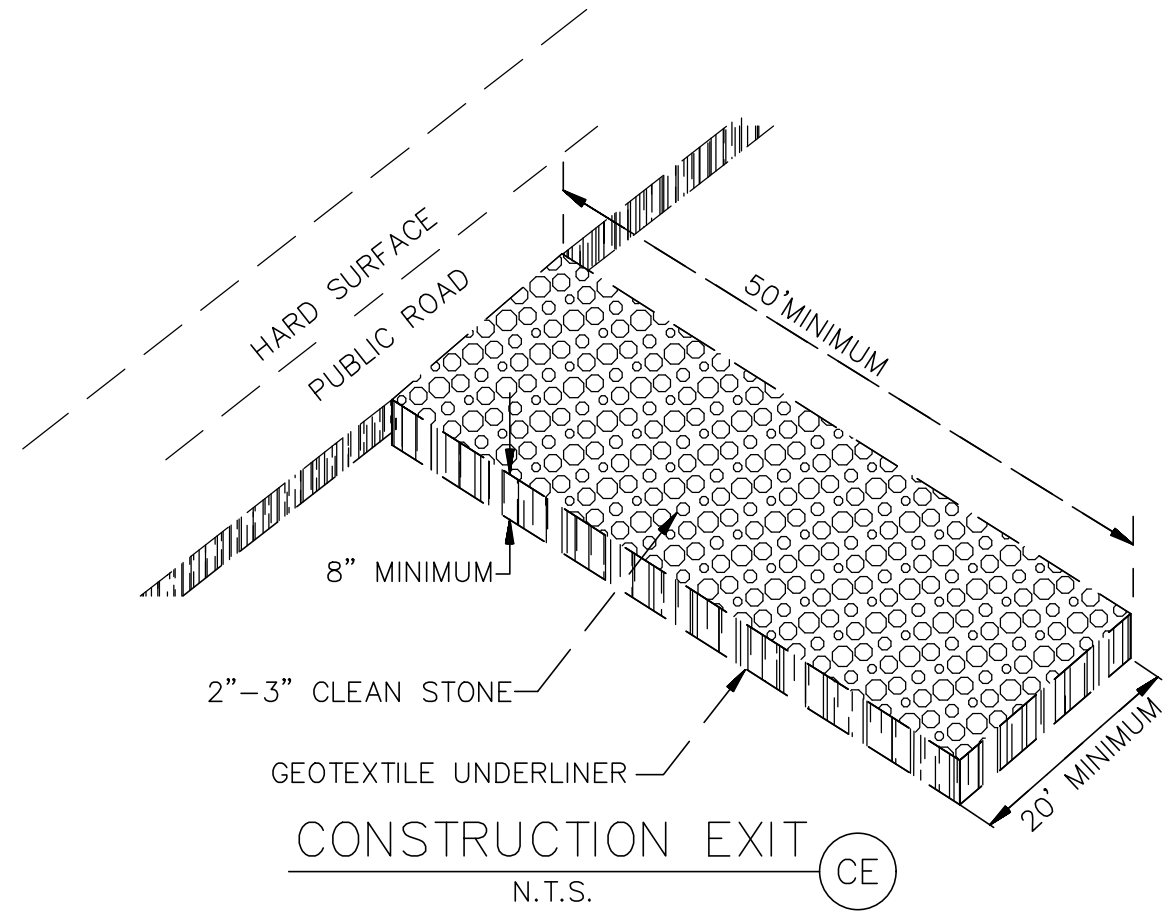 HARD SURFACE
PUBLIC ROAD
50'MINIMUM
8" MINIMUM
2"-3" CLEAN STONE
GEOTEXTILE UNDERLINER
20' MINIMUM
CONSTRUCTION EXIT
CE
N.T.S.